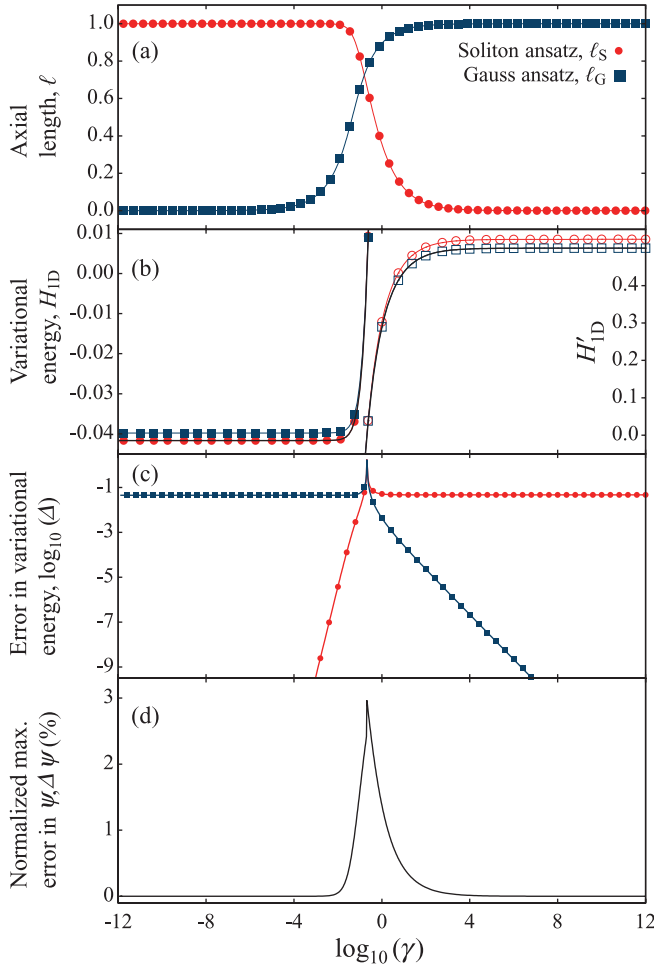 (a)
Soliton ansatz, ℓS
Gauss ansatz, ℓG
Axial
length, ℓ
1.0
0.8
0.6
0.4
0.2
0.0
(b)
Variational
energy, H1D
0.01
0.00
-0.01
-0.02
-0.03
-0.04
H′1D
0.4
0.3
0.2
0.1
0.0
(c)
Error in variational
energy, log10 (Δ)
-1
-3
-5
-7
-9
(d)
Normalized max.
error in ψ,Δψ (%)
3
2
1
0
-12 -8 -4 0 4 8 12
log10 (γ)